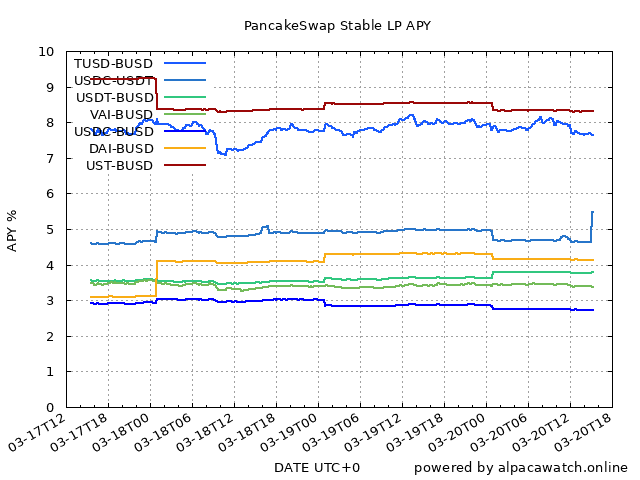 PancakeSwap Stable LP APY
10
9
8
7
6
5
4
3
2
1
0
APY %
TUSD-BUSD
USDC-USDT
USDT-BUSD
VAI-BUSD
USDC-BUSD
DAI-BUSD
UST-BUSD
03-17T12
03-17T18
03-18T00
03-18T06
03-18T12
03-18T18
03-19T00
03-19T06
03-19T12
03-19T18
03-20T00
03-20T06
03-20T12
03-20T18
DATE UTC+0
powered by alpacawatch.online